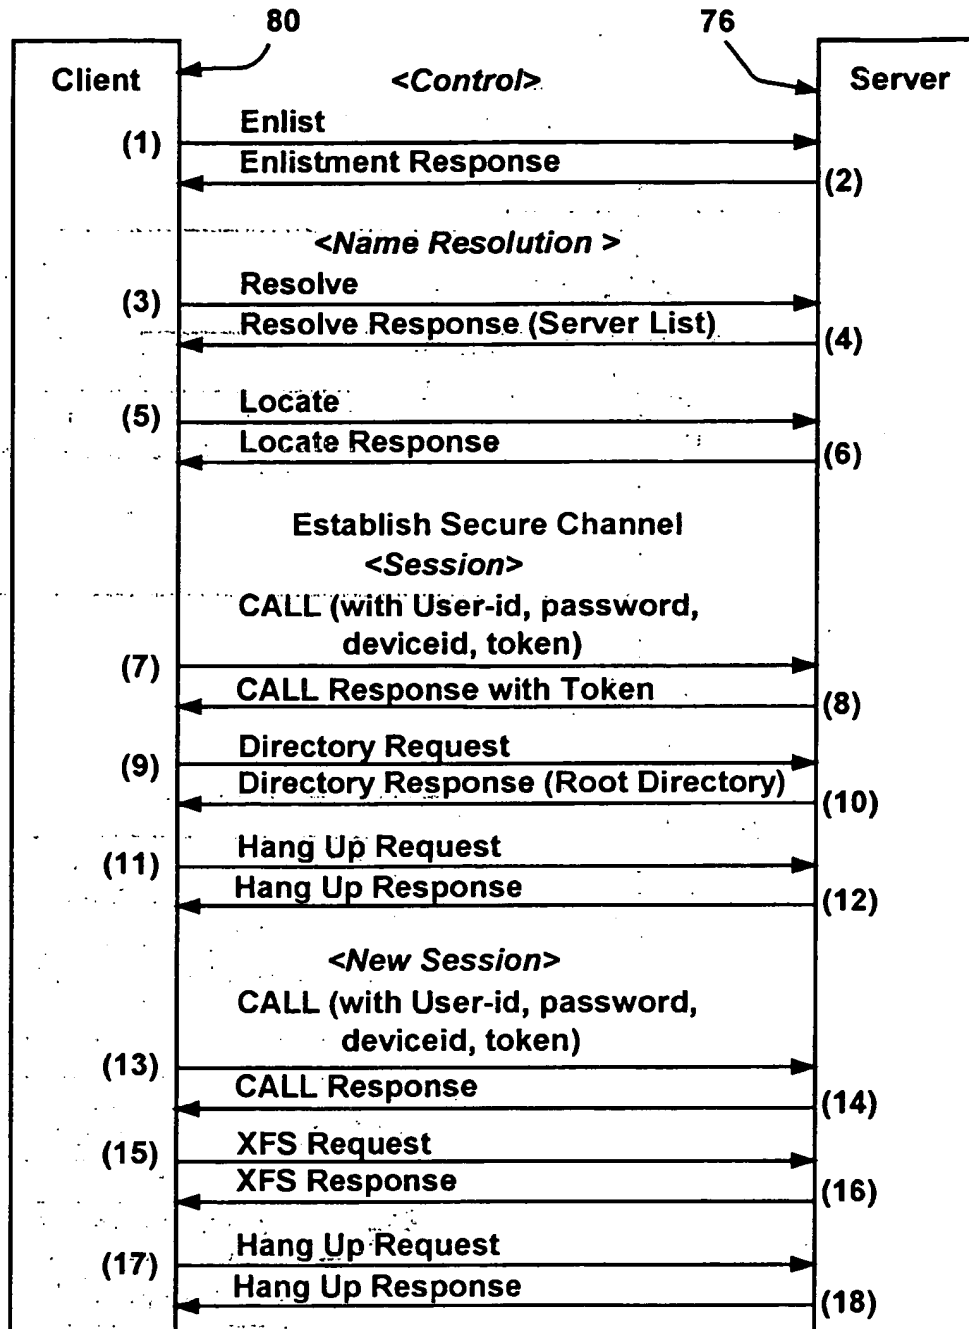 80
76
Client
<Control>
Server
Enlist
(1)
Enlistment Response
(2)
<Name Resolution >
Resolve
(3)
Resolve Response (Server List)
(4)
Locate
(5)
Locate Response
(6)
Establish Secure Channel
<Session>
CALL (with User-id, password,
deviceid, token)
(7)
CALL Response with Token
(8)
Directory Request
(9)
Directory Response (Root Directory)
(10)
Hang Up Request
(11)
Hang Up Response
(12)
<New Session>
CALL (with User-id, password,
deviceid, token)
(13)
CALL Response
(14)
XFS Request
(15)
XFS Response
(16)
Hang Up Request
(17)
Hang Up Response
(18)